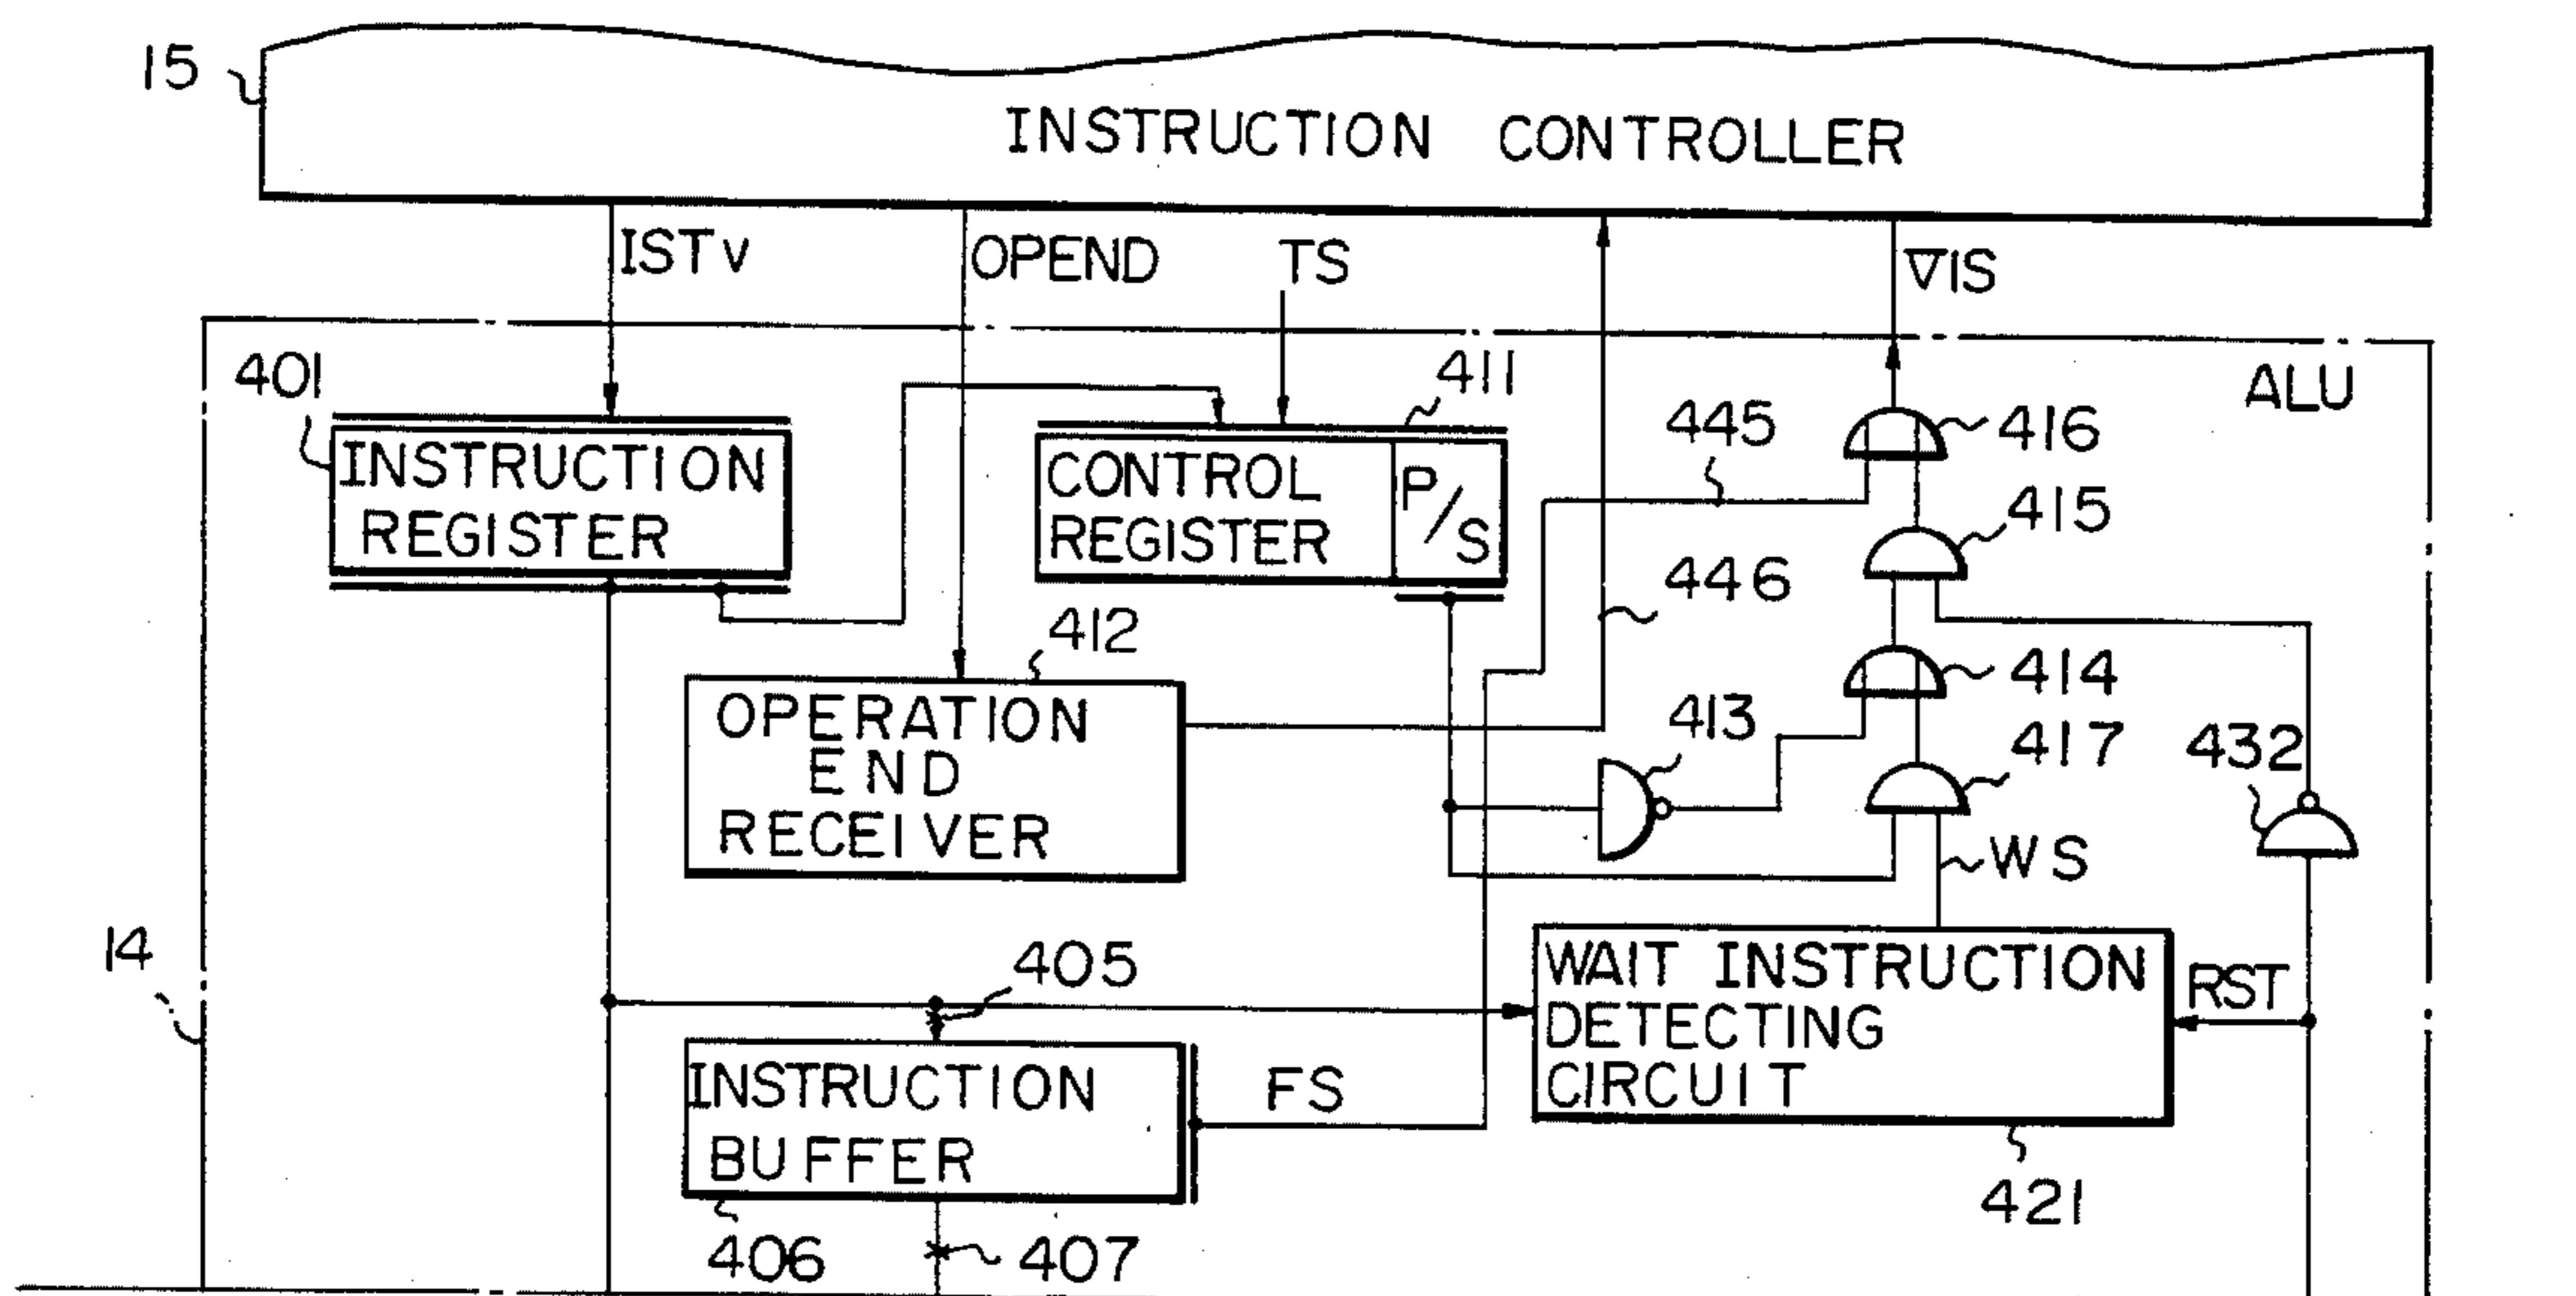 15
INSTRUCTION CONTROLLER
ISTv
OPEND
TS
▽IS
401
411
ALU
445
416
INSTRUCTION
REGISTER
CONTROL
REGISTER
P/S
415
446
412
414
OPERATION
END
RECEIVER
413
417
432
WS
14
405
WAIT INSTRUCTION
DETECTING
CIRCUIT
RST
INSTRUCTION
BUFFER
FS
421
406
407